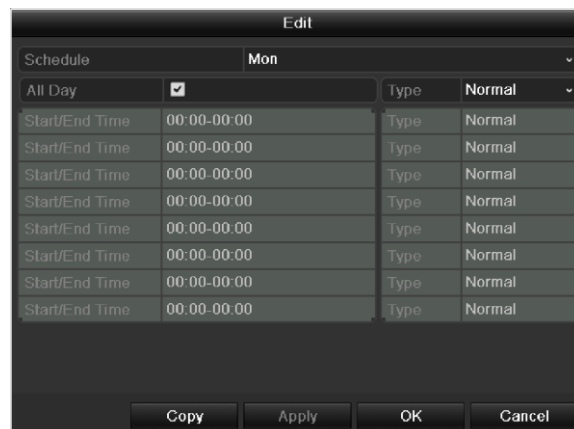 Edit
Schedule Mon
All Day Type Normal
Start/End Time 00:00-00:00 Type Normal
Start/End Time 00:00-00:00 Type Normal
Start/End Time 00:00-00:00 Type Normal
Start/End Time 00:00-00:00 Type Normal
Start/End Time 00:00-00:00 Type Normal
Start/End Time 00:00-00:00 Type Normal
Start/End Time 00:00-00:00 Type Normal
Start/End Time 00:00-00:00 Type Normal
Copy Apply OK Cancel